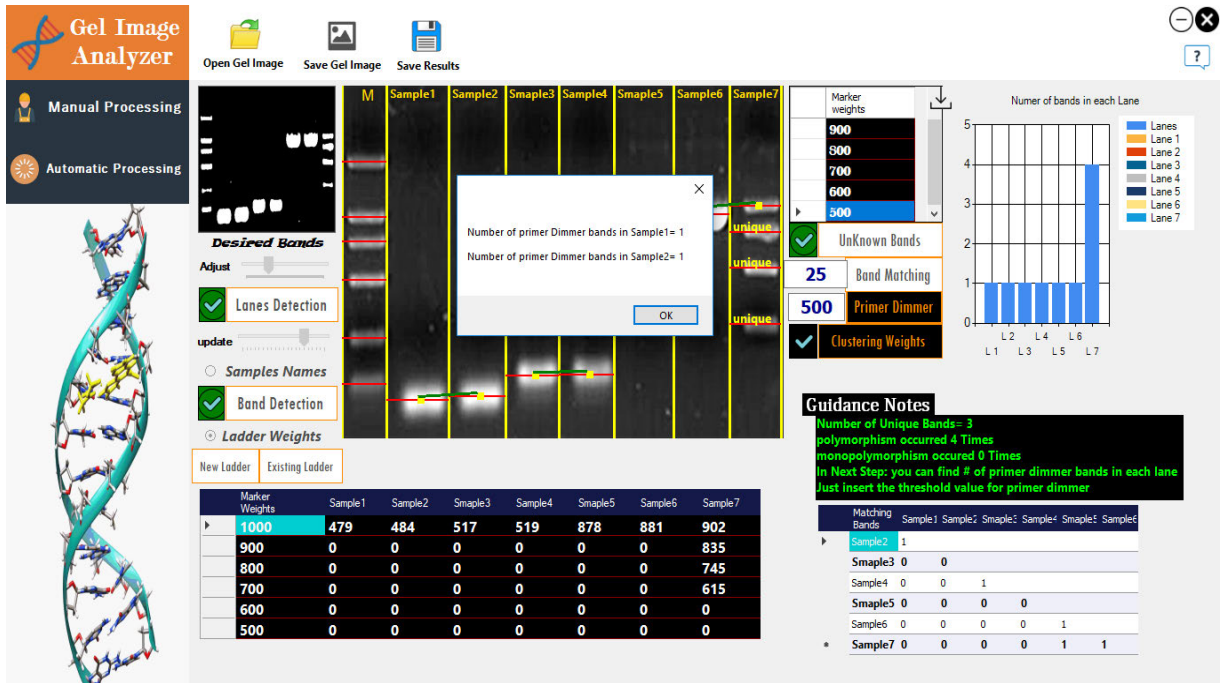 Gel Image
Analyzer
Manual Processing
Automatic Processing
Open Gel Image
Save Gel Image
Save Results
?
Desired Bands
Adjust
Lanes Detection
update
Samples Names
Band Detection
Ladder Weights
New Ladder
Existing Ladder
M Sample1 Sample2 Smaple3 Sample4 Smaple5 Sample6 Sample7
unique
unique
unique
Number of primer Dimmer bands in Sample1= 1
Number of primer Dimmer bands in Sample2= 1
OK
Marker
weights
900
800
700
600
500
UnKnown Bands
25 Band Matching
500 Primer Dimmer
Clustering Weights
Numer of bands in each Lane
5
4
3
2
1
0
L 2 L 4 L 6
L 1 L 3 L 5 L 7
Lanes
Lane 1
Lane 2
Lane 3
Lane 4
Lane 5
Lane 6
Lane 7
Guidance Notes
Number of Unique Bands= 3
polymorphism occurred 4 Times
monopolymorphism occured 0 Times
In Next Step: you can find # of primer dimmer bands in each lane
Just insert the threshold value for primer dimmer
Marker
Weights Sample1 Sample2 Smaple3 Sample4 Smaple5 Sample6 Sample7
1000 479 484 517 519 878 881 902
900 0 0 0 0 0 0 835
800 0 0 0 0 0 0 745
700 0 0 0 0 0 0 615
600 0 0 0 0 0 0 0
500 0 0 0 0 0 0 0
Matching
Bands Sample1 Sample2 Smaple3 Sample4 Smaple5 Sample6
Sample2 1
Smaple3 0 0
Sample4 0 0 1
Smaple5 0 0 0 0
Sample6 0 0 0 0 1
Sample7 0 0 0 0 1 1